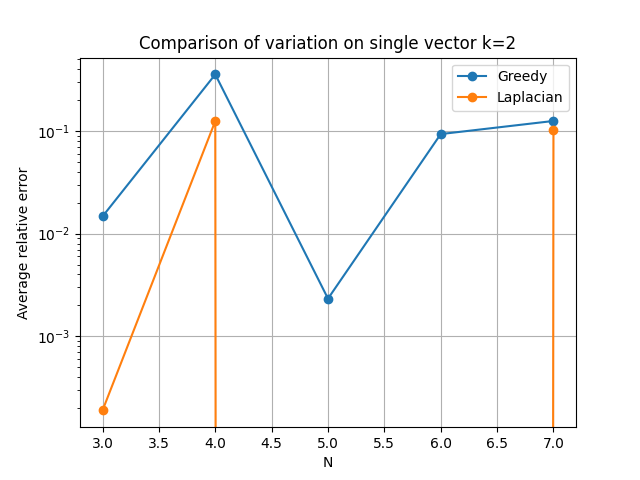 Comparison of variation on single vector k=2
Greedy
Laplacian
Average relative error
10⁻¹
10⁻²
10⁻³
3.0 3.5 4.0 4.5 5.0 5.5 6.0 6.5 7.0
N